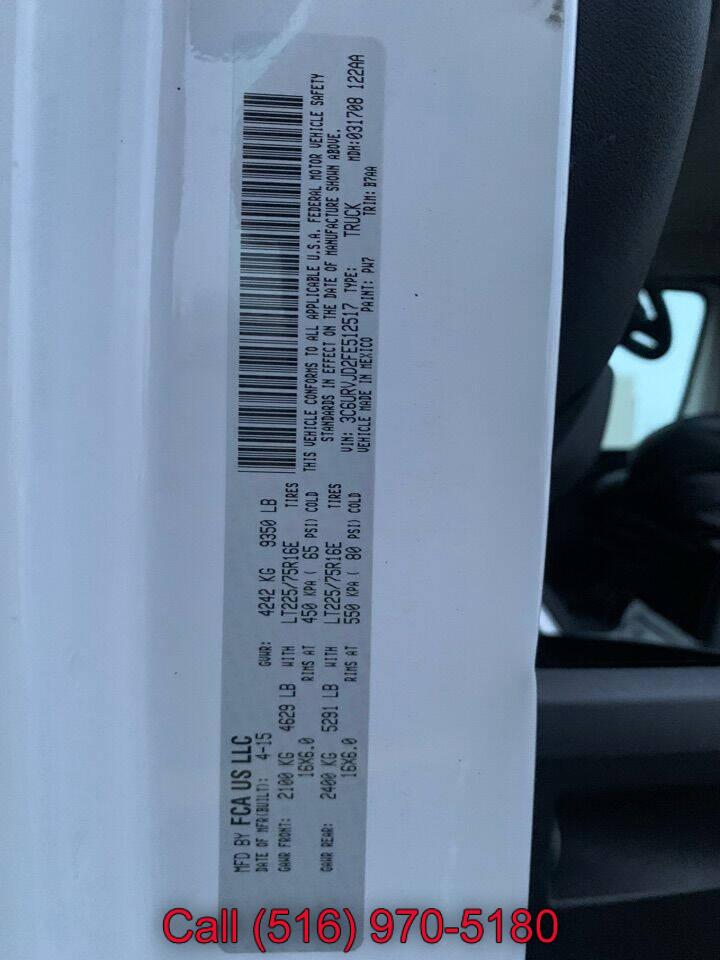 MFD BY FCA US LLC
DATE OF MFR(BUILT): 4-15 GVWR: 4242 KG 9350 LB
GAWR FRONT: 2100 KG 4629 LB WITH LT225/75R16E TIRES
16X6.0 RIMS AT 450 KPA ( 65 PSI) COLD
GAWR REAR: 2400 KG 5291 LB WITH LT225/75R16E TIRES
16X6.0 RIMS AT 550 KPA ( 80 PSI) COLD
THIS VEHICLE CONFORMS TO ALL APPLICABLE U.S.A. FEDERAL MOTOR VEHICLE SAFETY
STANDARDS IN EFFECT ON THE DATE OF MANUFACTURE SHOWN ABOVE.
VIN: 3C6URVJD2FE512517 TYPE: TRUCK MDH:031708 122AA
VEHICLE MADE IN MEXICO PAINT: PW7 TRIM: B7AA
Call (516) 970-5180